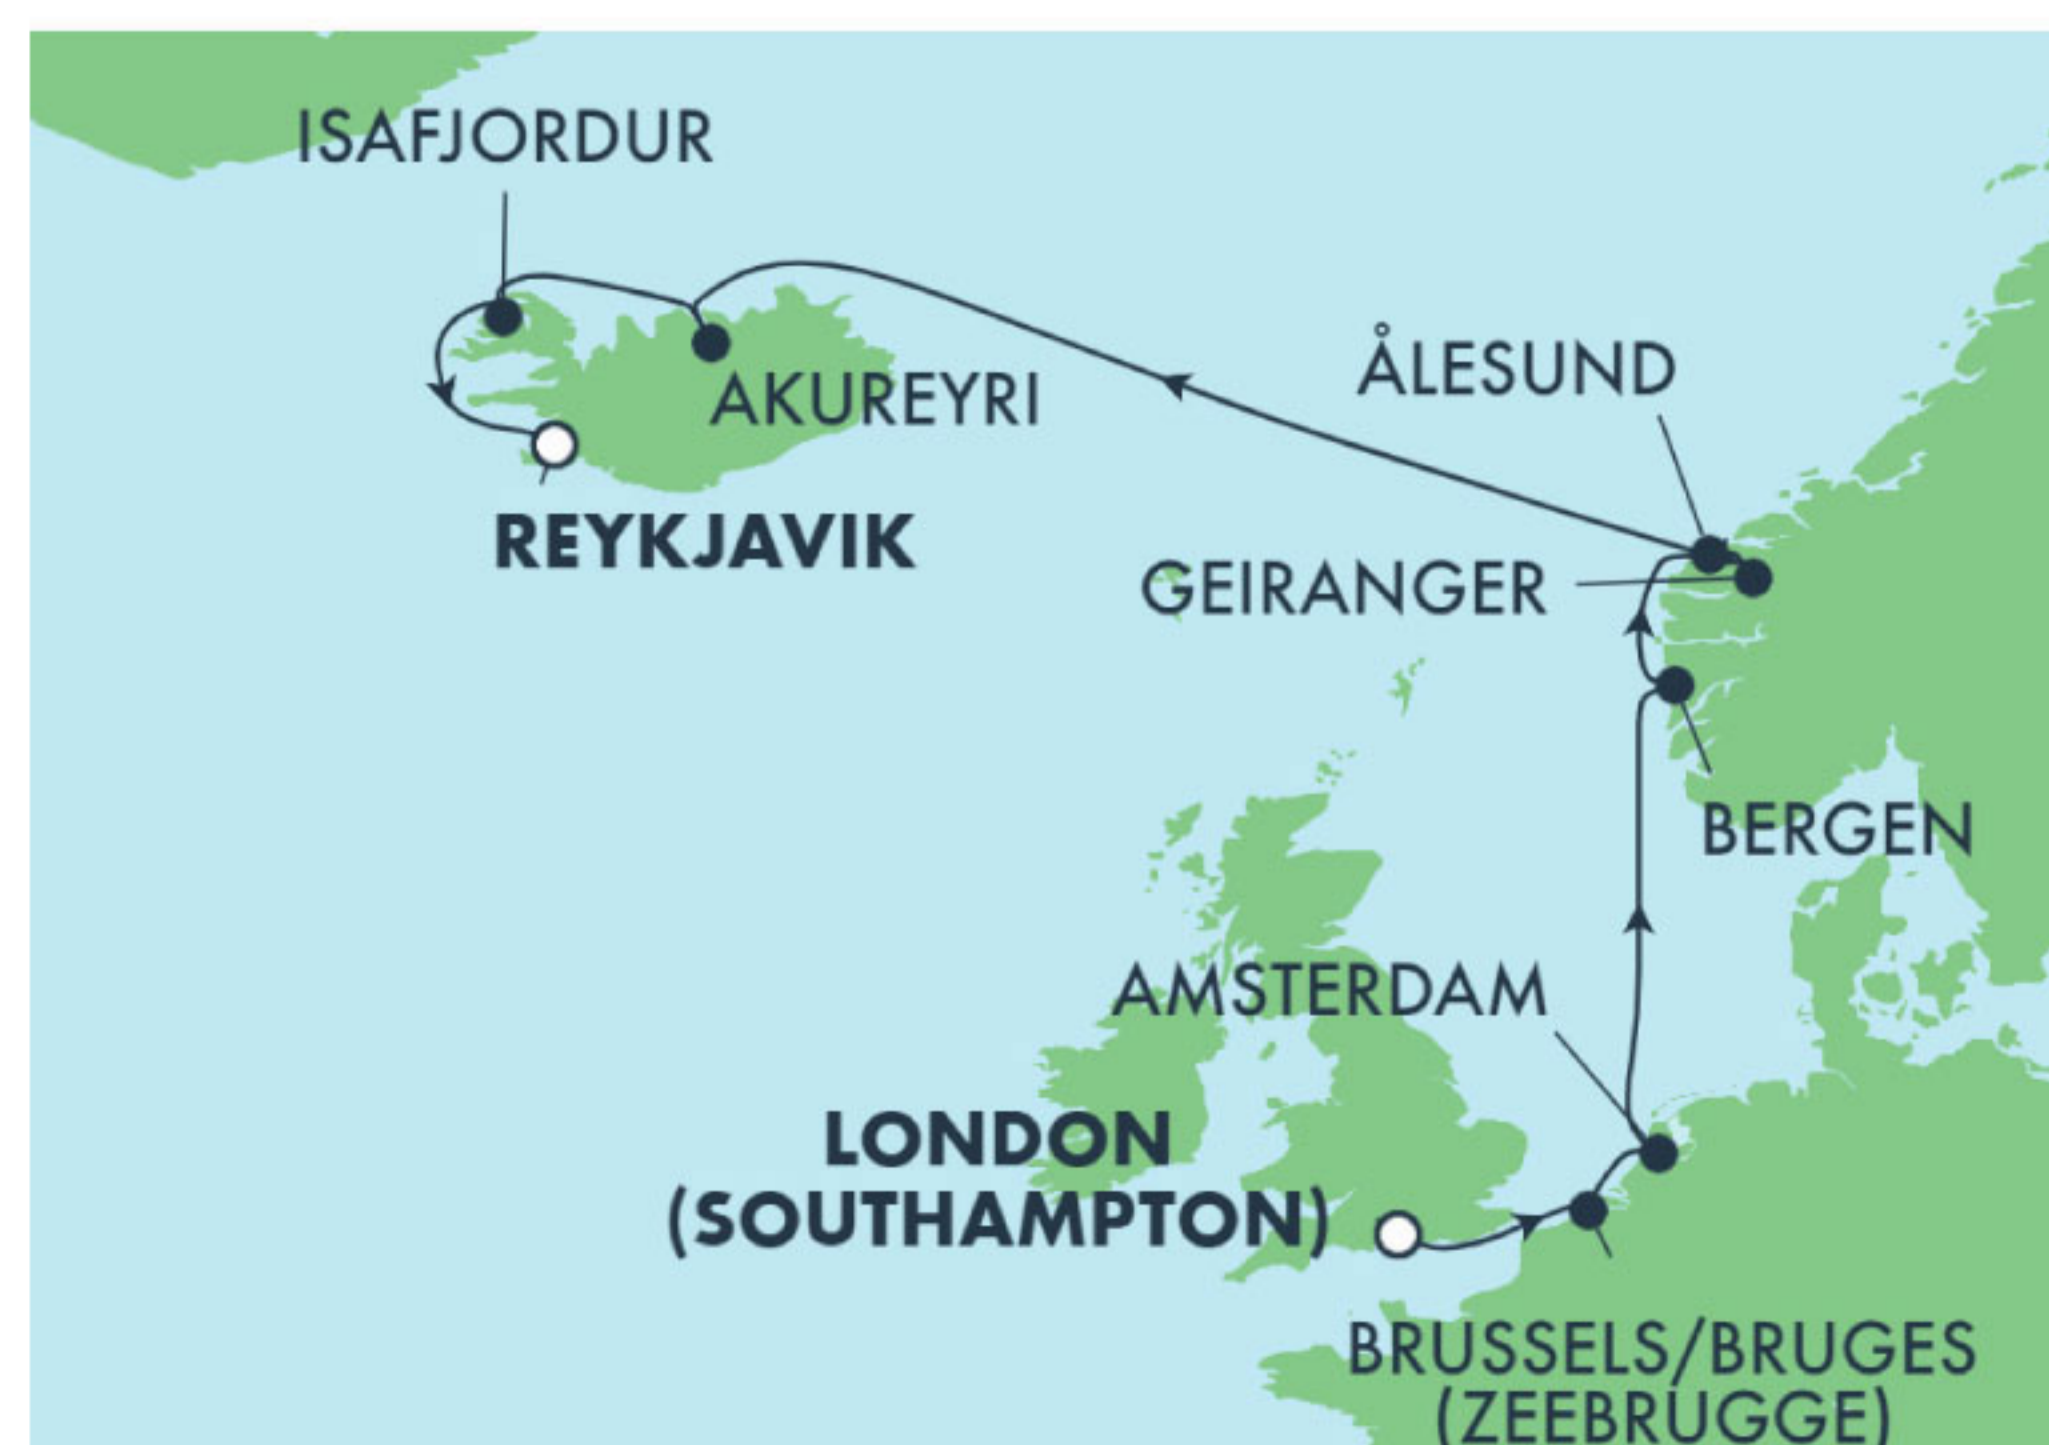 ISAFJORDUR
ÅLESUND
AKUREYRI
REYKJAVIK
GEIRANGER
BERGEN
AMSTERDAM
LONDON
(SOUTHAMPTON)
BRUSSELS/BRUGES
(ZEEBRUGGE)